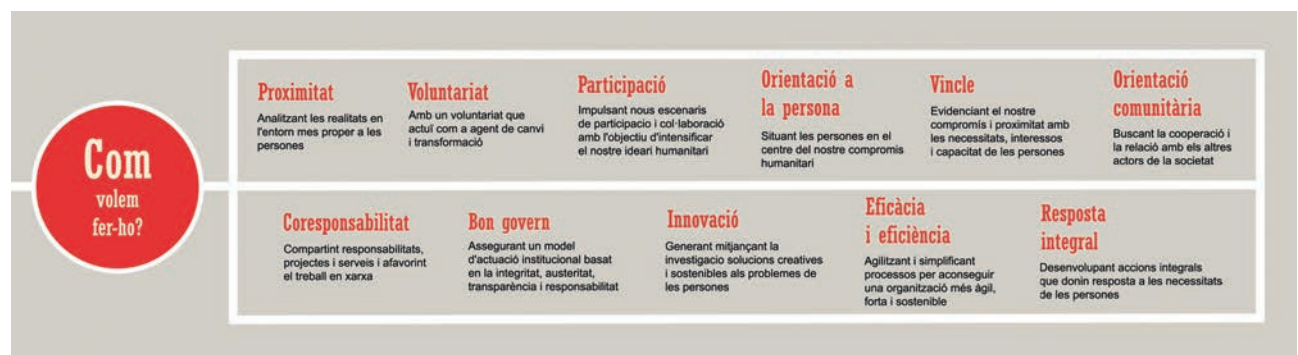 Com
volem
fer-ho?
Proximitat
Analitzant les realitats en
l'entorn mes proper a les
persones
Voluntariat
Amb un voluntariat que
actuï com a agent de canvi
i transformació
Participació
Impulsant nous escenaris
de participacio i col·laboració
amb l'objectiu d'intensificar
el nostre ideari humanitari
Orientació a
la persona
Situant les persones en el
centre del nostre compromis
humanitari
Vincle
Evidenciant el nostre
compromís i proximitat amb
les necessitats, interessos
i capacitat de les persones
Orientació
comunitària
Buscant la cooperació i
la relació amb els altres
actors de la societat
Coresponsabilitat
Compartint responsabilitats,
projectes i serveis i afavorint
el treball en xarxa
Bon govern
Assegurant un model
d'actuació institucional basat
en la integritat, austeritat,
transparència i responsabilitat
Innovació
Generant mitjançant la
investigacio solucions creatives
i sostenibles als problemes de
les persones
Eficàcia
i eficiència
Agilitzant i simplificant
processos per aconseguir
una organització més àgil,
forta i sostenible
Resposta
integral
Desenvolupant accions integrals
que donin resposta a les necessitats
de les persones